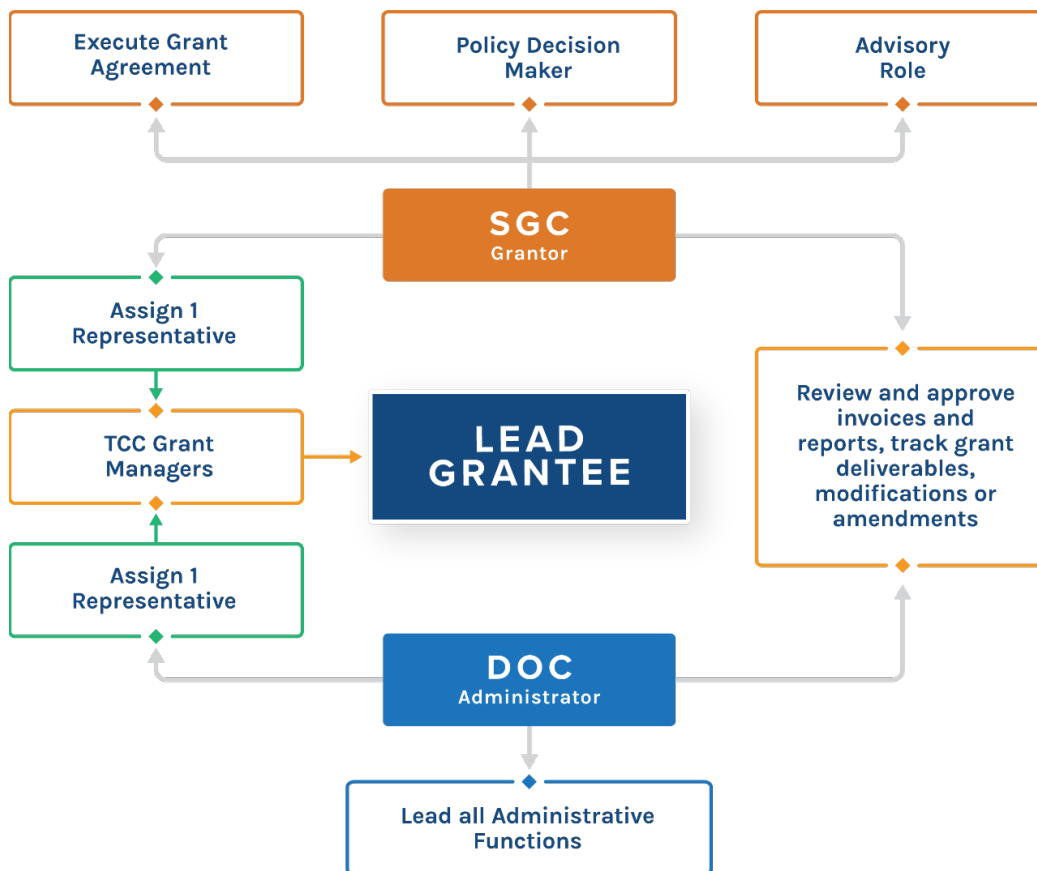 Execute Grant
Agreement
Policy Decision
Maker
Advisory
Role
SGC
Grantor
Assign 1
Representative
TCC Grant
Managers
LEAD
GRANTEE
Review and approve
invoices and
reports, track grant
deliverables,
modifications or
amendments
Assign 1
Representative
DOC
Administrator
Lead all Administrative
Functions